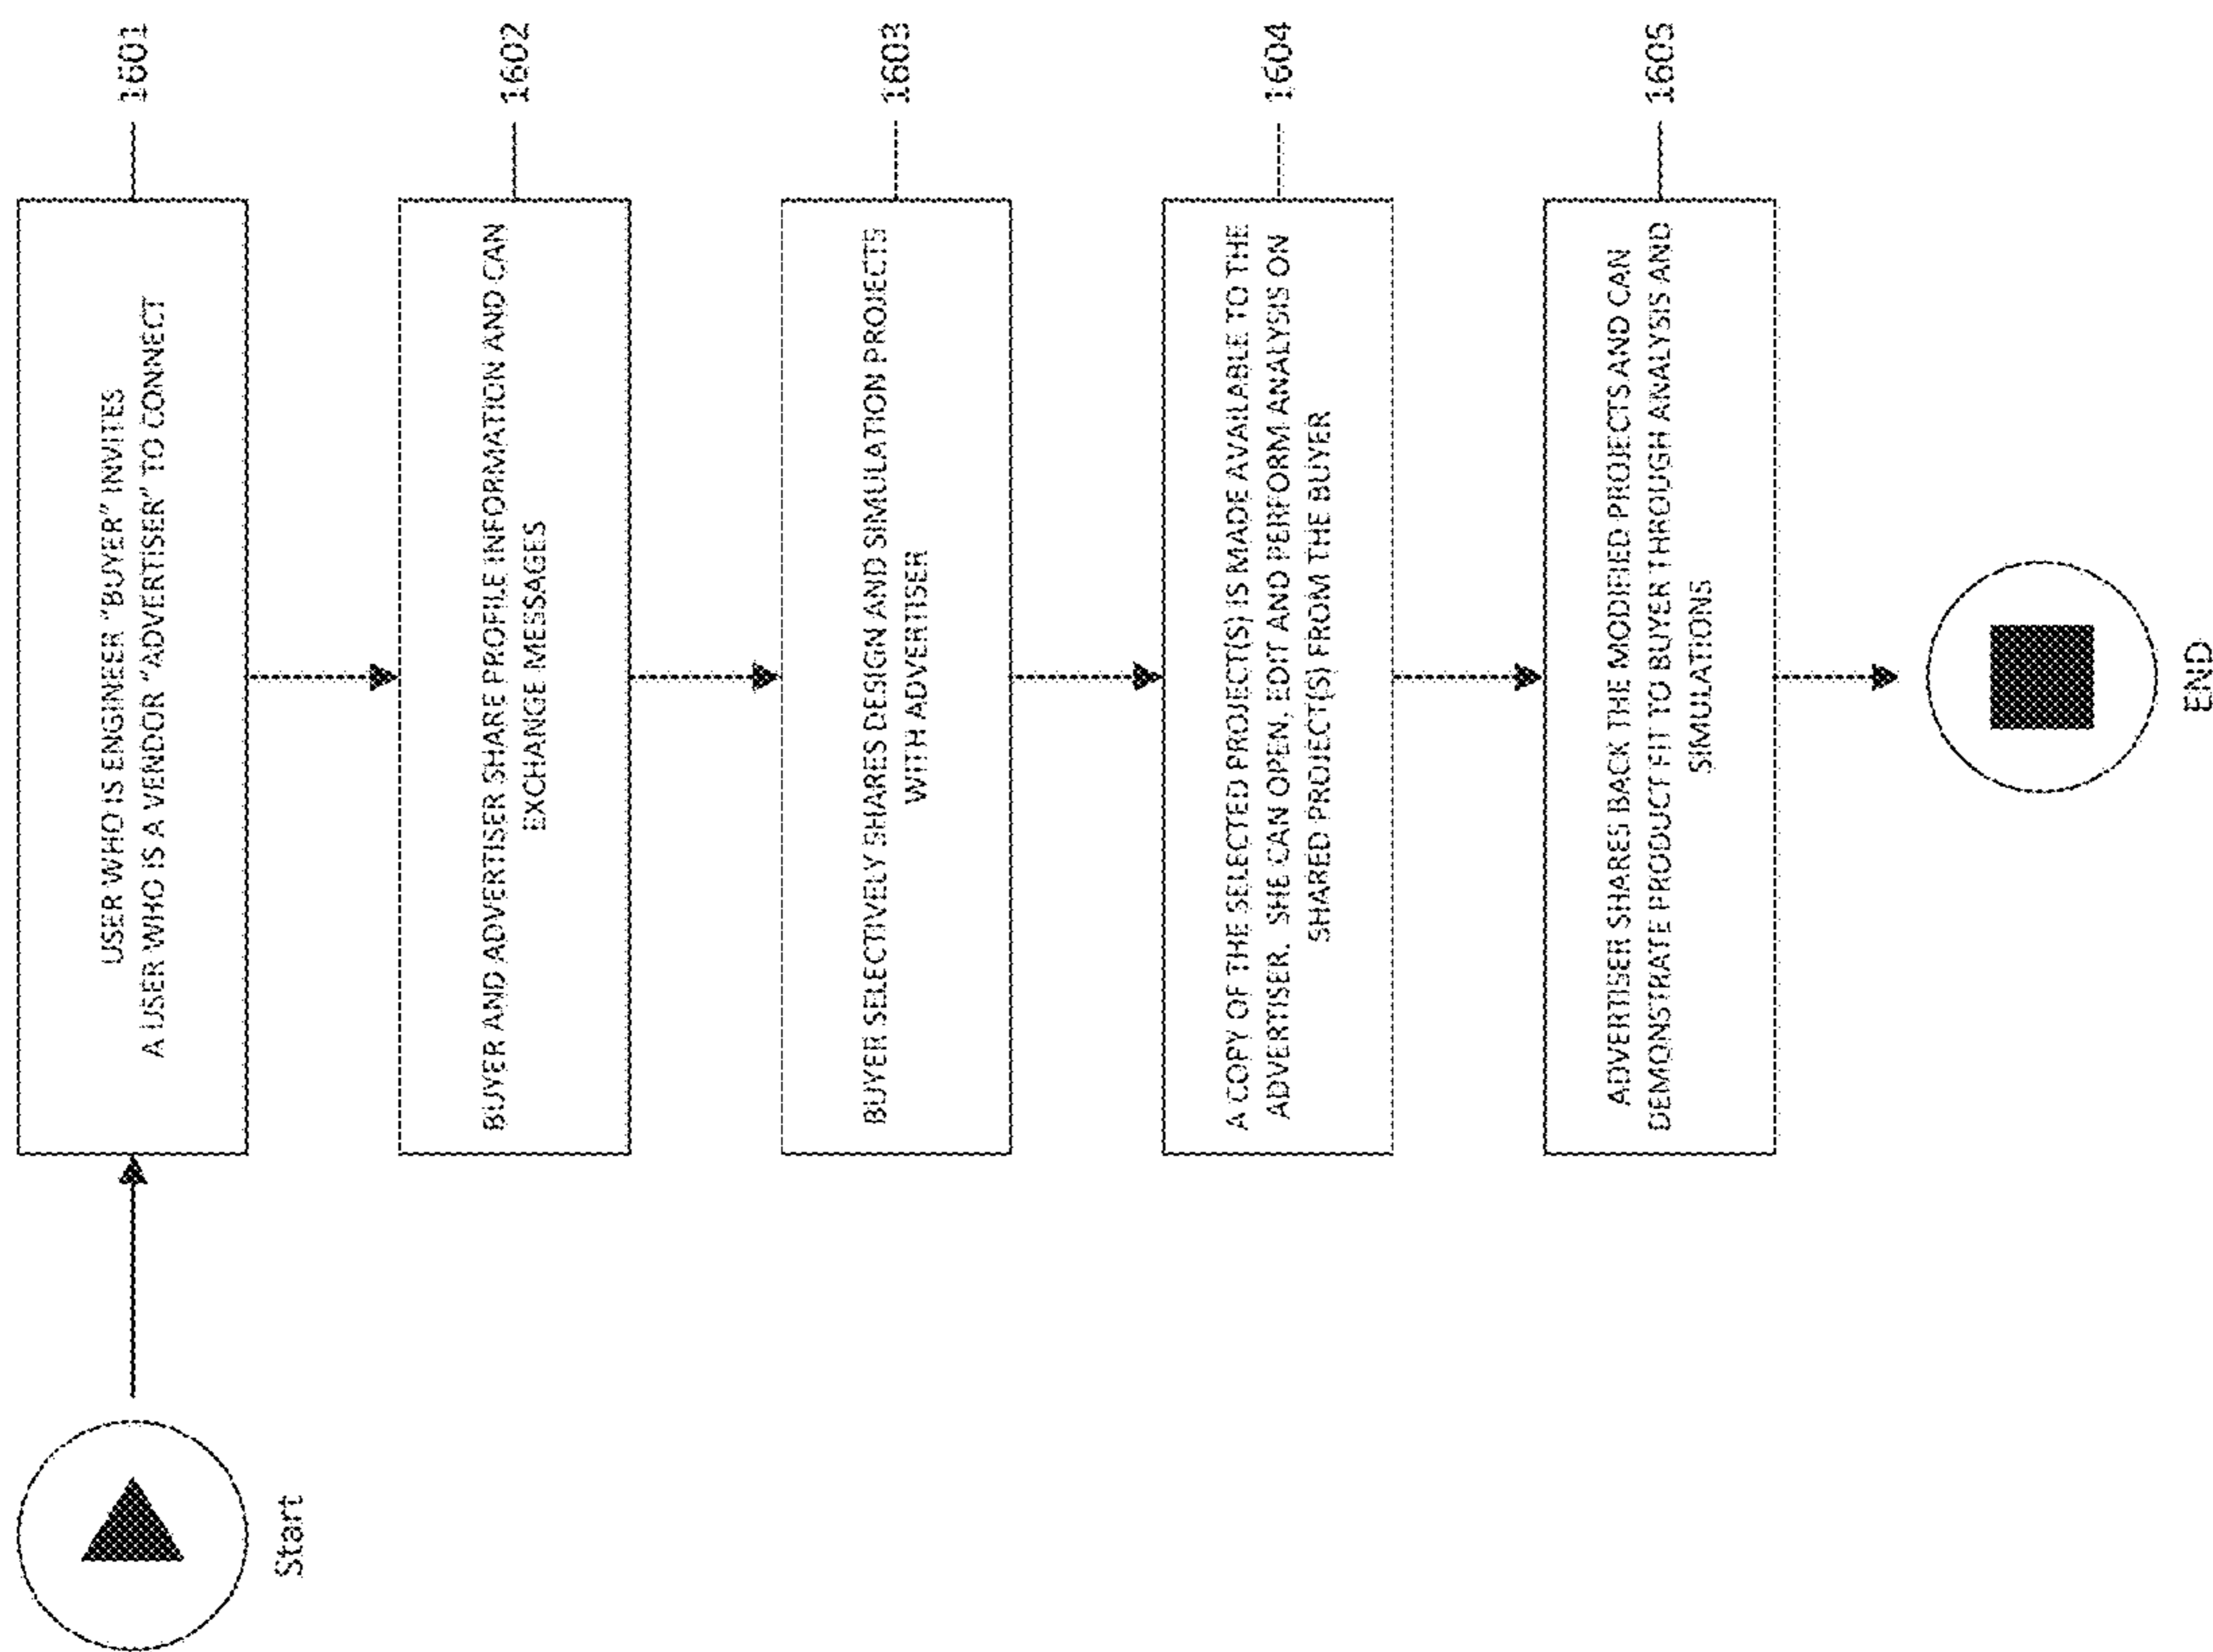 Start
USER WHO IS ENGINEER "BUYER" INVITES
A USER WHO IS A VENDOR "ADVERTISER" TO CONNECT
1601
BUYER AND ADVERTISER SHARE PROFILE INFORMATION AND CAN
EXCHANGE MESSAGES
1602
BUYER SELECTIVELY SHARES DESIGN AND SIMULATION PROJECTS
WITH ADVERTISER
1603
A COPY OF THE SELECTED PROJECT(S) IS MADE AVAILABLE TO THE
ADVERTISER. SHE CAN OPEN, EDIT AND PERFORM ANALYSIS ON
SHARED PROJECT(S) FROM THE BUYER
1604
ADVERTISER SHARES BACK THE MODIFIED PROJECTS AND CAN
DEMONSTRATE PRODUCT FIT TO BUYER THROUGH ANALYSIS AND
SIMULATIONS
1605
END